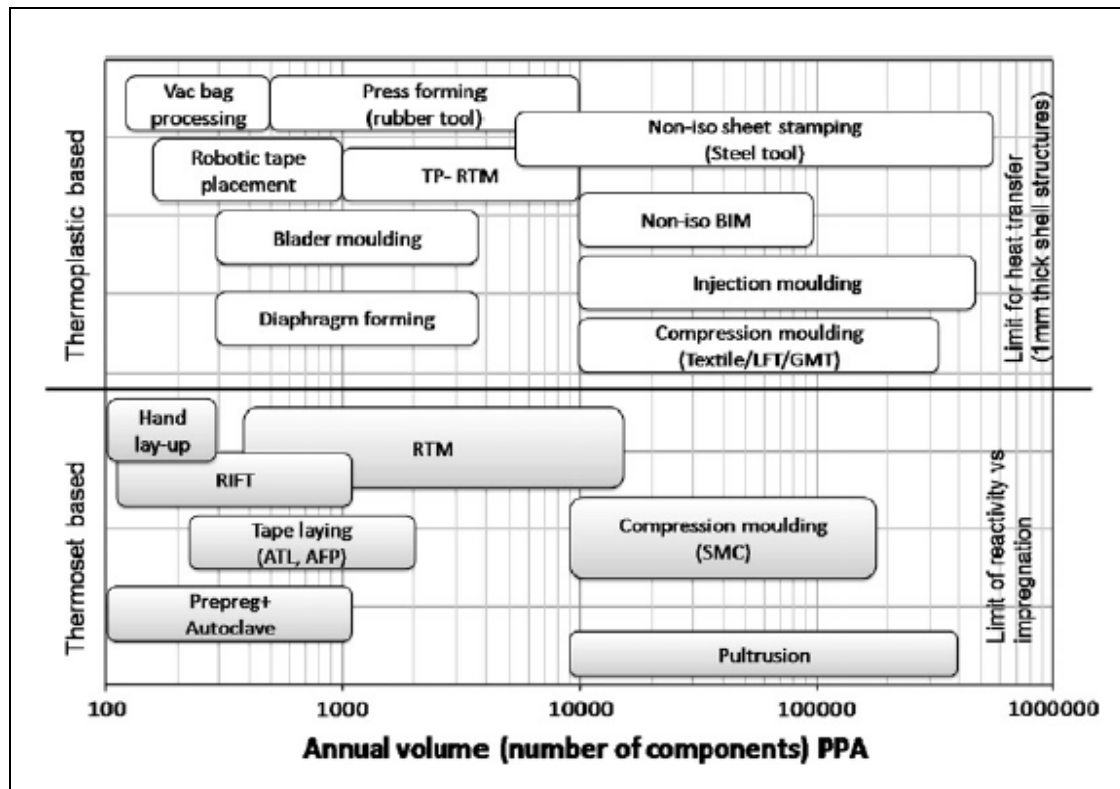 Thermoplastic based
Vac bag
processing
Press forming
(rubber tool)
Non-iso sheet stamping
(Steel tool)
Robotic tape
placement
TP- RTM
Non-iso BIM
Blader moulding
Injection moulding
Diaphragm forming
Compression moulding
(Textile/LFT/GMT)
Limit for heat transfer
(1mm thick shell structures)
Thermoset based
Hand
lay-up
RTM
RIFT
Tape laying
(ATL, AFP)
Compression moulding
(SMC)
Prepreg+
Autoclave
Pultrusion
Limit of reactivity vs
impregnation
100 1000 10000 100000 1000000
Annual volume (number of components) PPA